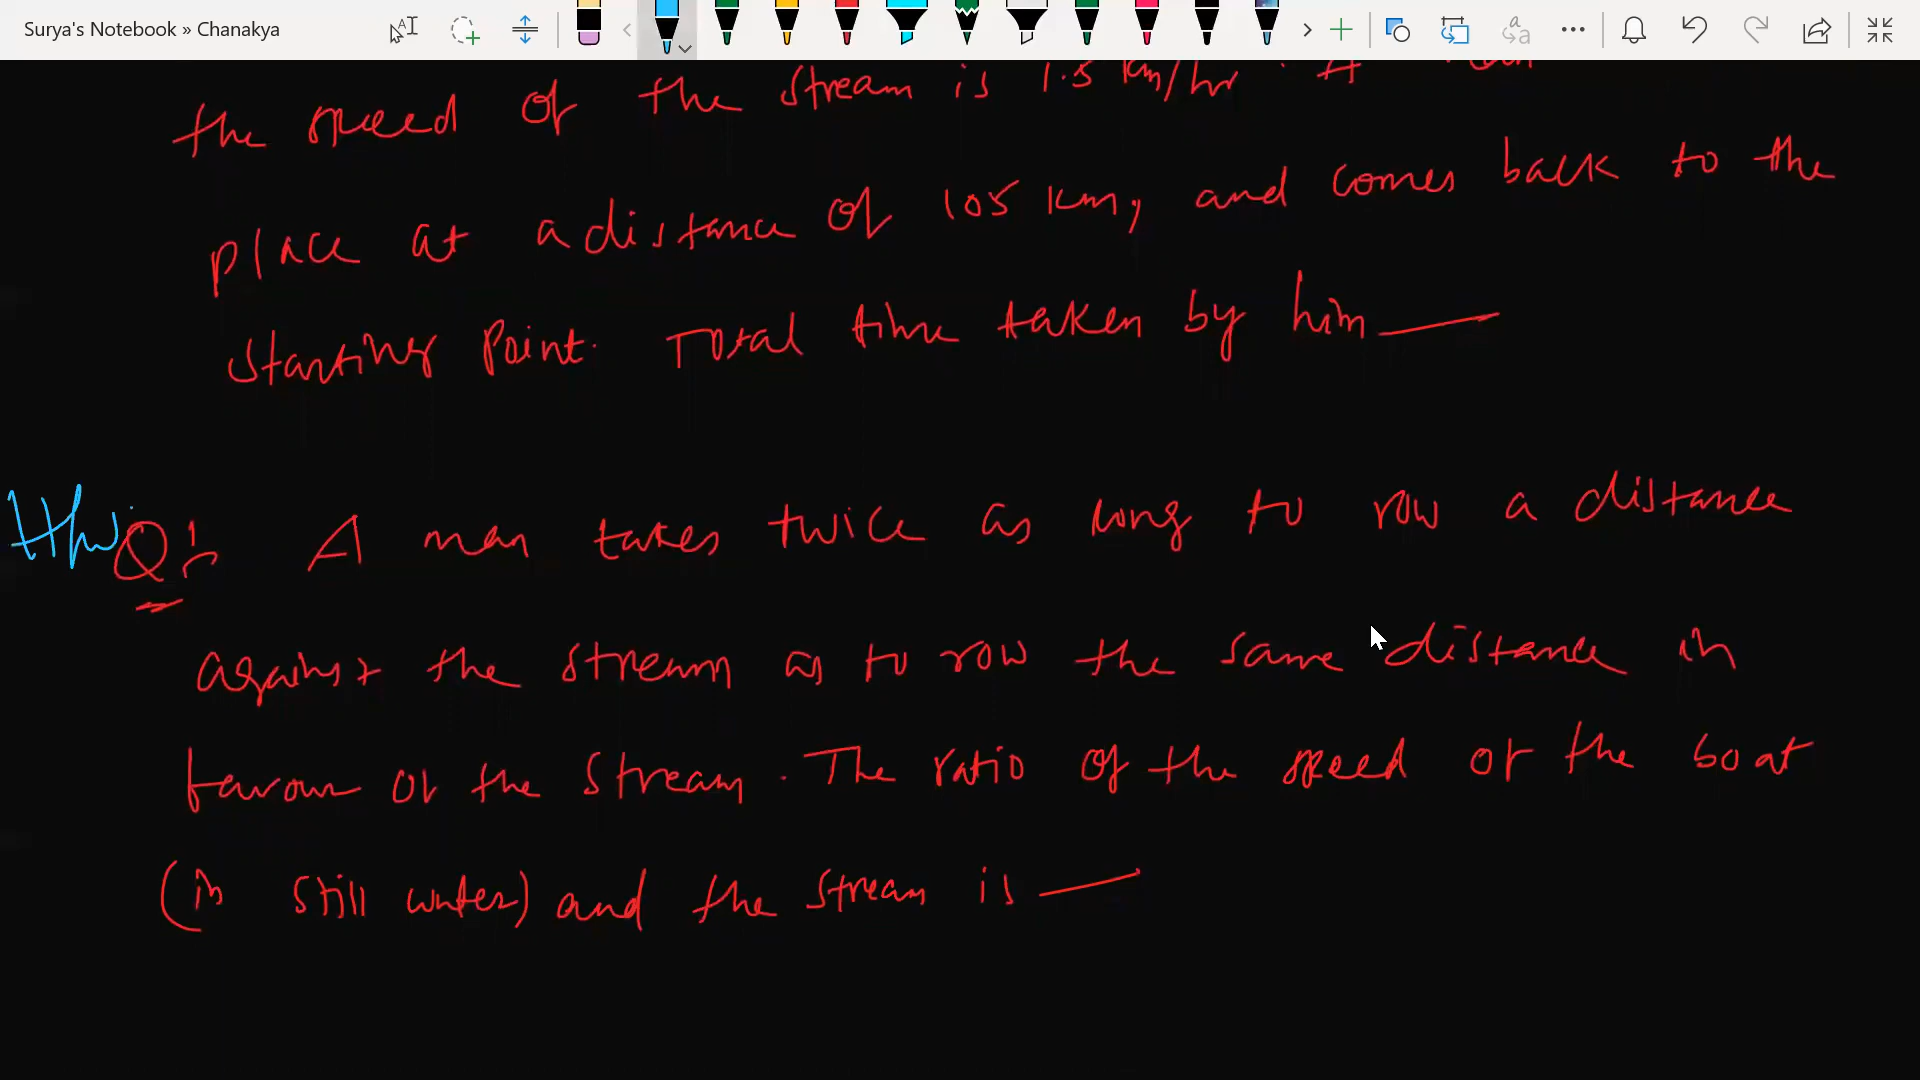 Surya's Notebook » Chanakya
the speed of the stream is 1.5 km/hr. A
place at a distance of 105 km, and comes back to the
starting point. Total time taken by him —
Hw Q:- A man takes twice as long to row a distance
against the stream as to row the same distance in
favour of the stream. The ratio of the speed of the boat
(in still water) and the stream is —